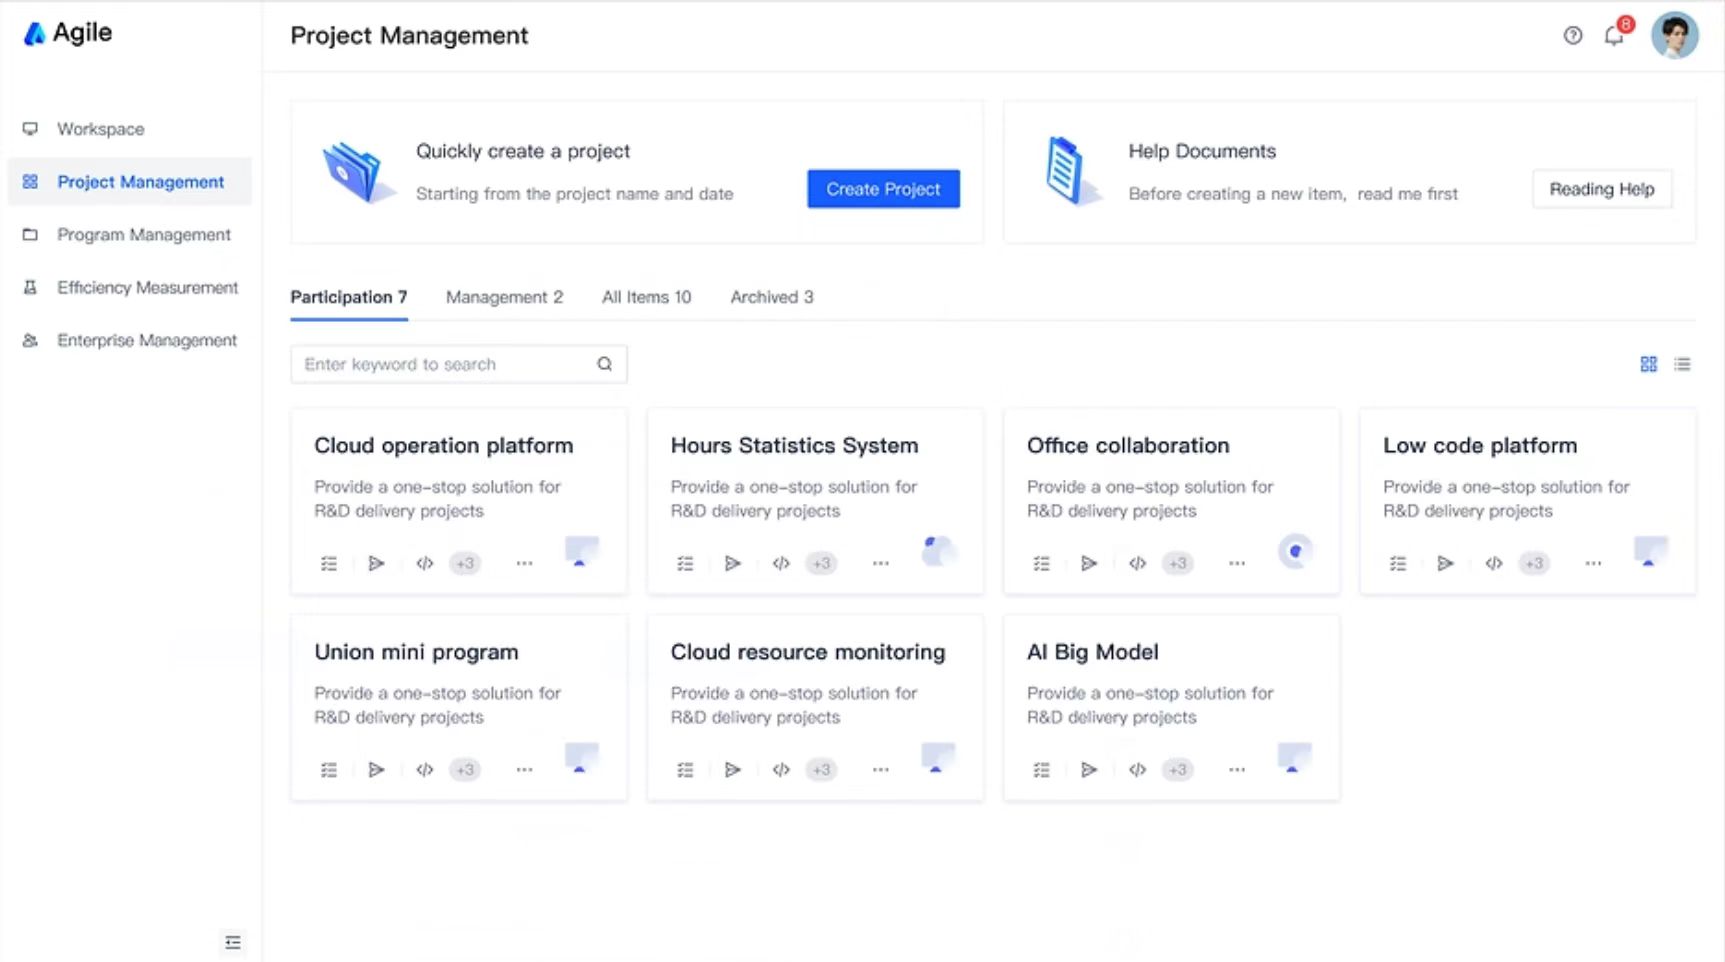 Agile
Project Management
8
Workspace
Project Management
Program Management
Efficiency Measurement
Enterprise Management
Quickly create a project
Starting from the project name and date
Create Project
Help Documents
Before creating a new item, read me first
Reading Help
Participation 7
Management 2
All Items 10
Archived 3
Enter keyword to search
Cloud operation platform
Provide a one-stop solution for
R&D delivery projects
+3
Hours Statistics System
Provide a one-stop solution for
R&D delivery projects
+3
Office collaboration
Provide a one-stop solution for
R&D delivery projects
+3
Low code platform
Provide a one-stop solution for
R&D delivery projects
+3
Union mini program
Provide a one-stop solution for
R&D delivery projects
+3
Cloud resource monitoring
Provide a one-stop solution for
R&D delivery projects
+3
AI Big Model
Provide a one-stop solution for
R&D delivery projects
+3